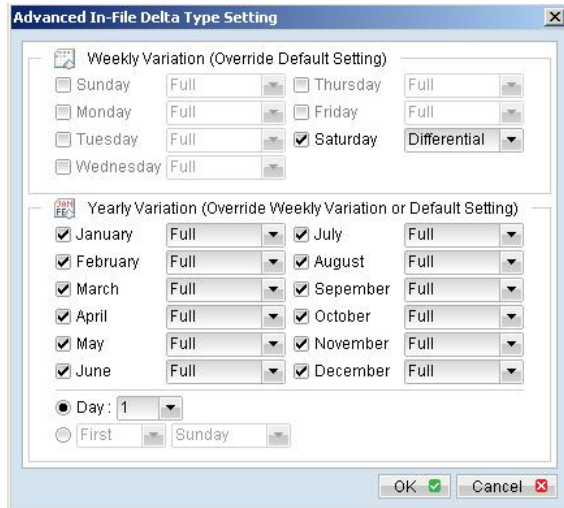 Advanced In-File Delta Type Setting
Weekly Variation (Override Default Setting)
Sunday Full Thursday Full
Monday Full Friday Full
Tuesday Full Saturday Differential
Wednesday Full
JAN
FEB
Yearly Variation (Override Weekly Variation or Default Setting)
January Full July Full
February Full August Full
March Full Sepember Full
April Full October Full
May Full November Full
June Full December Full
Day : 1
First Sunday
OK Cancel